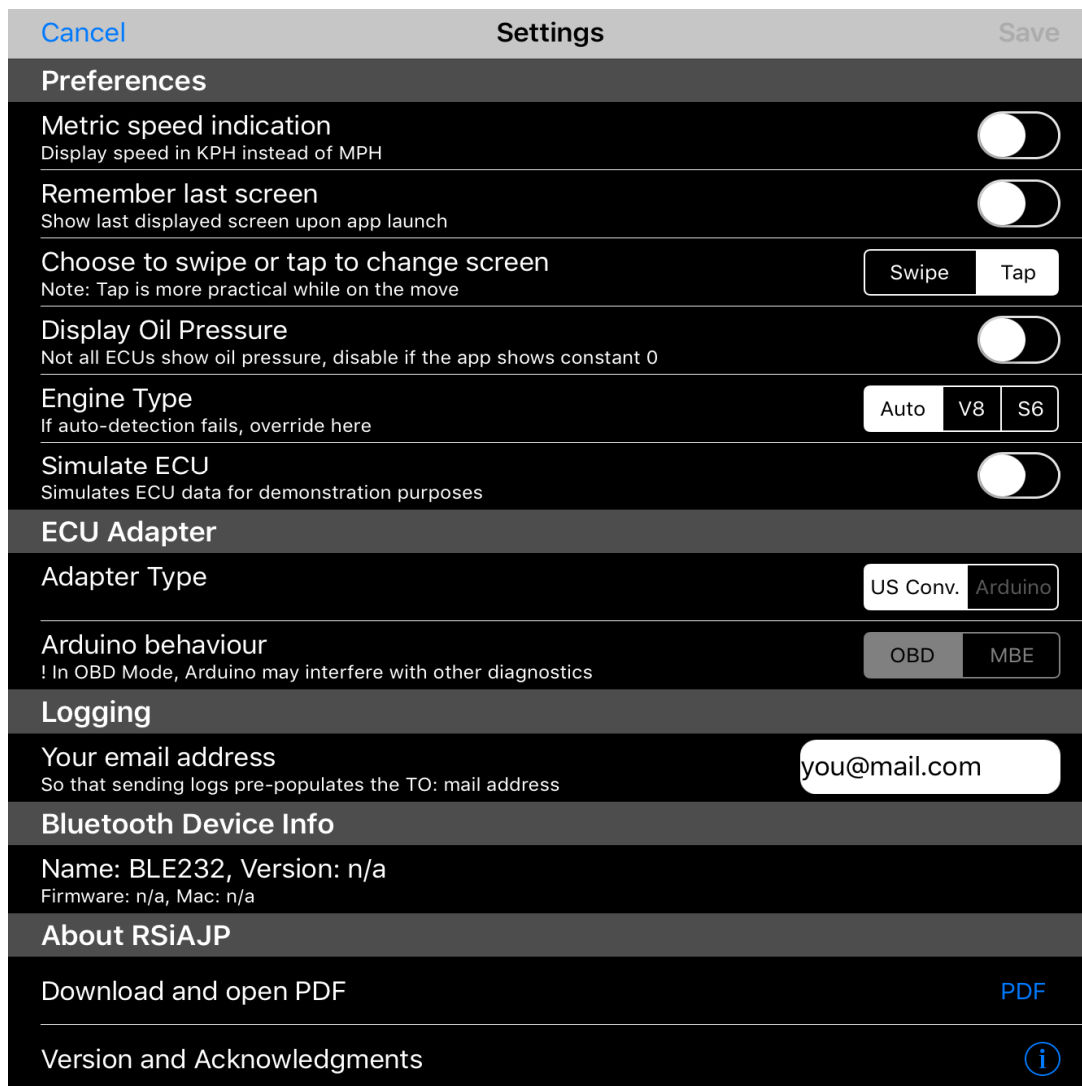 Cancel Settings Save
Preferences
Metric speed indication
Display speed in KPH instead of MPH
Remember last screen
Show last displayed screen upon app launch
Choose to swipe or tap to change screen
Note: Tap is more practical while on the move
Swipe Tap
Display Oil Pressure
Not all ECUs show oil pressure, disable if the app shows constant 0
Engine Type
If auto-detection fails, override here
Auto V8 S6
Simulate ECU
Simulates ECU data for demonstration purposes
ECU Adapter
Adapter Type
US Conv. Arduino
Arduino behaviour
! In OBD Mode, Arduino may interfere with other diagnostics
OBD MBE
Logging
Your email address
So that sending logs pre-populates the TO: mail address
you@mail.com
Bluetooth Device Info
Name: BLE232, Version: n/a
Firmware: n/a, Mac: n/a
About RSiAJP
Download and open PDF PDF
Version and Acknowledgments i